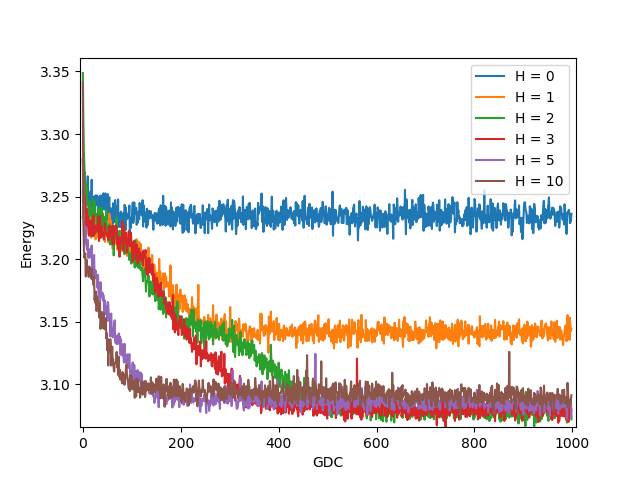 3.35
3.30
3.25
3.20
3.15
3.10
Energy
0
200
400
600
800
1000
GDC
H = 0
H = 1
H = 2
H = 3
H = 5
H = 10